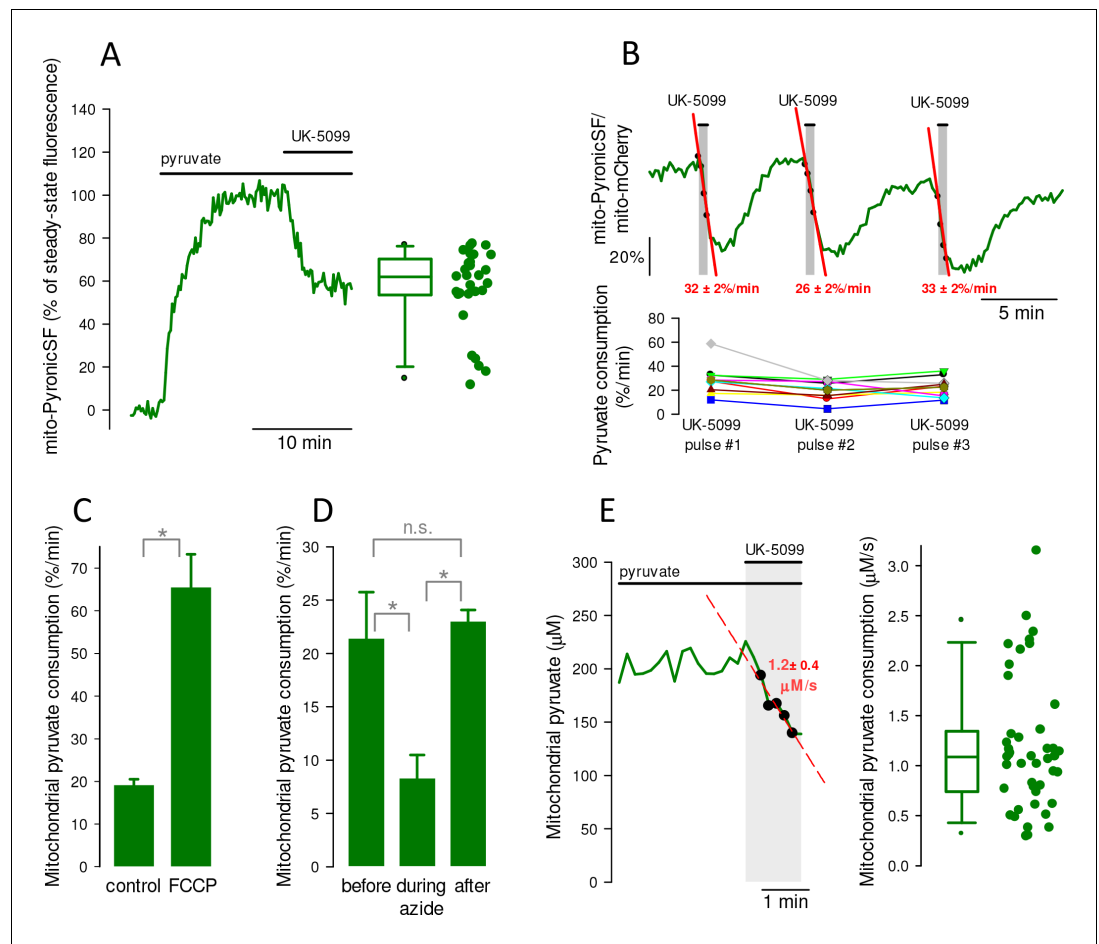 A
mito-PyronicSF (% of steady-state fluorescence)
140
120
100
80
60
40
20
0
UK-5099
pyruvate
10 min
B
mito-PyronicSF/
mito-mCherry
UK-5099
UK-5099
UK-5099
20%
32 ± 2%/min
26 ± 2%/min
33 ± 2%/min
5 min
Pyruvate consumption
(%/min)
80
60
40
20
0
UK-5099
pulse #1
UK-5099
pulse #2
UK-5099
pulse #3
C
Mitochondrial pyruvate consumption (%/min)
70
60
50
40
30
20
10
0
*
control
FCCP
D
Mitochondrial pyruvate consumption (%/min)
30
25
20
15
10
5
0
n.s.
*
*
before
during
after
azide
E
Mitochondrial pyruvate (µM)
300
250
200
150
100
50
0
UK-5099
pyruvate
1.2± 0.4
µM/s
1 min
Mitochondrial pyruvate consumption (µM/s)
3.0
2.5
2.0
1.5
1.0
0.5
0.0